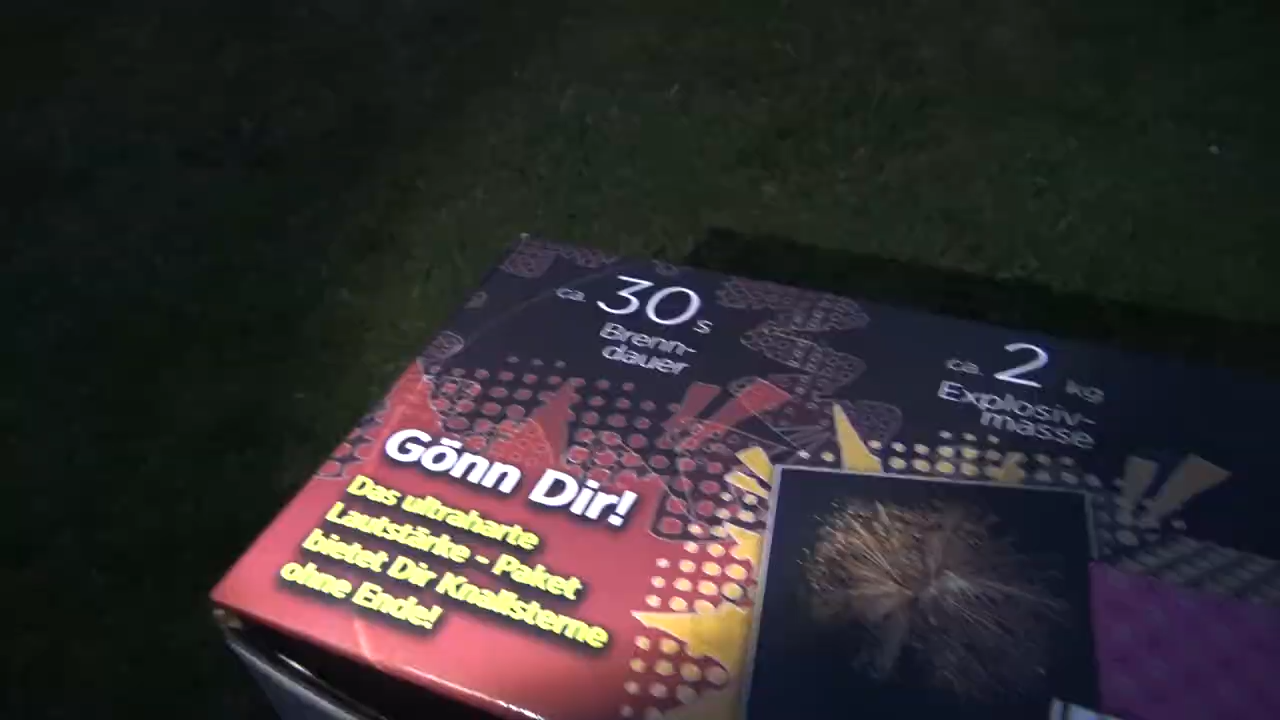 ca. 30 s
Brenn-
dauer
ca. 2 kg
Explosiv-
masse
Gönn Dir!
Das ultraharte
Lautstärke - Paket
bietet Dir Knallsterne
ohne Ende!